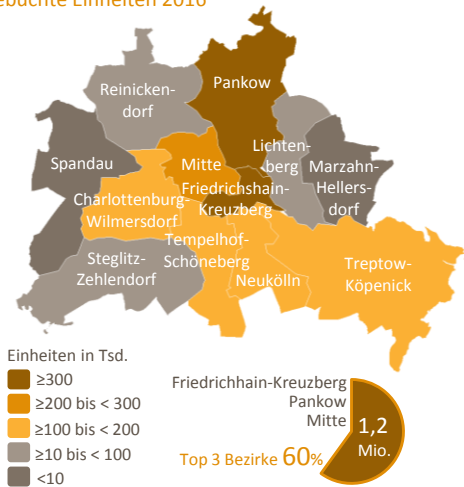 gebuchte Einheiten 2016
Reinicken-
dorf
Pankow
Lichten-
berg
Spandau
Mitte
Marzahn-
Hellers-
dorf
Friedrichshain-
Kreuzberg
Charlottenburg-
Wilmersdorf
Tempelhof-
Schöneberg
Steglitz-
Zehlendorf
Neukölln
Treptow-
Köpenick
Einheiten in Tsd.
≥300
≥200 bis < 300
≥100 bis < 200
≥10 bis < 100
<10
Friedrichhain-Kreuzberg
Pankow
Mitte
Top 3 Bezirke 60%
1,2
Mio.